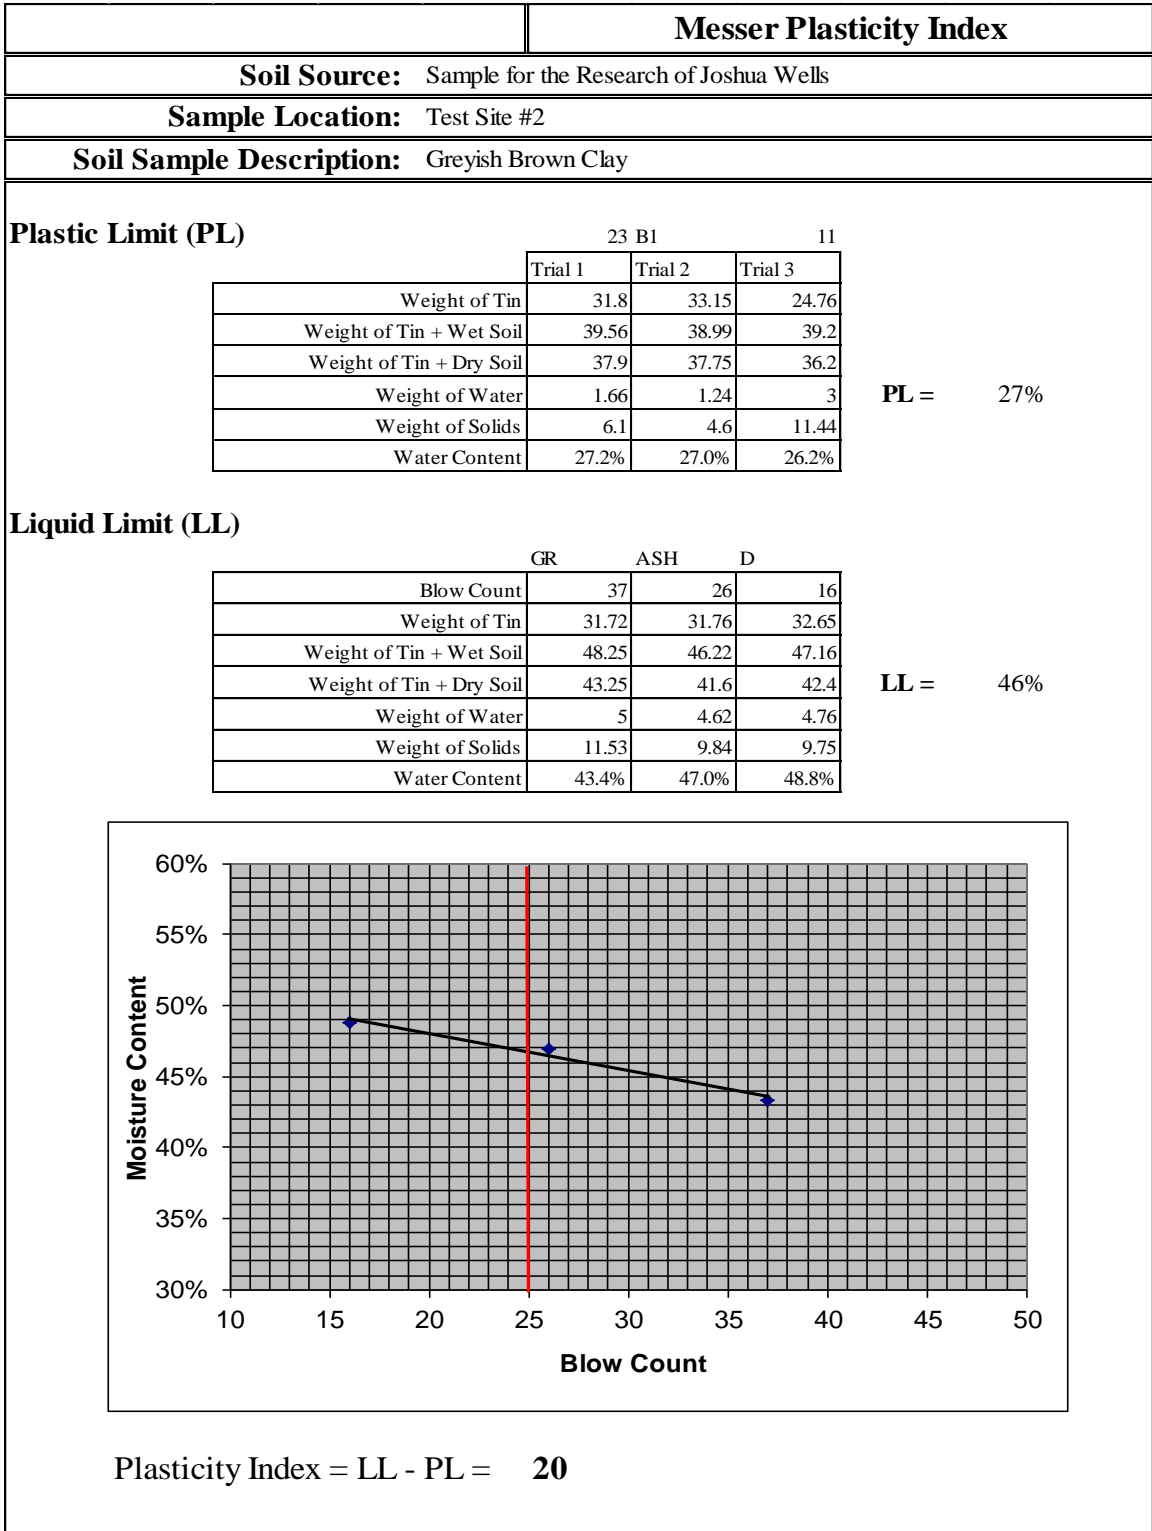 Messer Plasticity Index
Soil Source: Sample for the Research of Joshua Wells
Sample Location: Test Site #2
Soil Sample Description: Greyish Brown Clay
Plastic Limit (PL) 23 B1 11
Trial 1 Trial 2 Trial 3
Weight of Tin 31.8 33.15 24.76
Weight of Tin + Wet Soil 39.56 38.99 39.2
Weight of Tin + Dry Soil 37.9 37.75 36.2
Weight of Water 1.66 1.24 3 PL = 27%
Weight of Solids 6.1 4.6 11.44
Water Content 27.2% 27.0% 26.2%
Liquid Limit (LL)
GR ASH D
Blow Count 37 26 16
Weight of Tin 31.72 31.76 32.65
Weight of Tin + Wet Soil 48.25 46.22 47.16
Weight of Tin + Dry Soil 43.25 41.6 42.4 LL = 46%
Weight of Water 5 4.62 4.76
Weight of Solids 11.53 9.84 9.75
Water Content 43.4% 47.0% 48.8%
60%
55%
50%
45%
40%
35%
30%
Moisture Content
10 15 20 25 30 35 40 45 50
Blow Count
Plasticity Index = LL - PL = 20